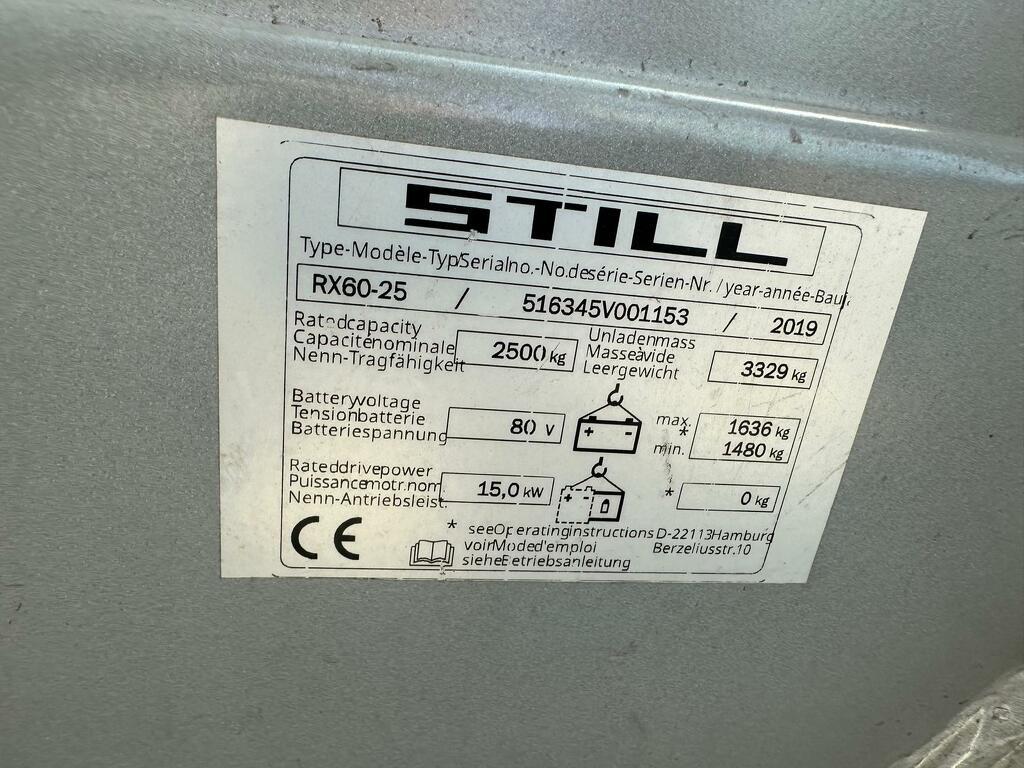 STILL
Type-Modèle-Typ Serialno.-No.desérie-Serien-Nr. / year-année-Bauj.
RX60-25 / 516345V001153 / 2019
Ratedcapacity
Capaciténominale
Nenn-Tragfähigkeit
2500 kg
Unladenmass
Masseàvide
Leergewicht
3329 kg
Batteryvoltage
Tensionbatterie
Batteriespannung
80 V
+ -
max.
*
min.
1636 kg
1480 kg
Rateddrivepower
Puissancemotr.nom.
Nenn-Antriebsleist.
15,0 kW
+ -
*
0 kg
CE
* seeOperatinginstructions
voirModed'emploi
sieheBetriebsanleitung
D-22113Hamburg
Berzeliusstr.10